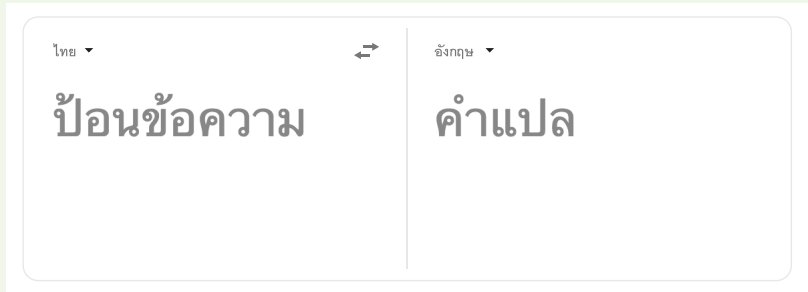 ไทย
อังกฤษ
ป้อนข้อความ
คำแปล